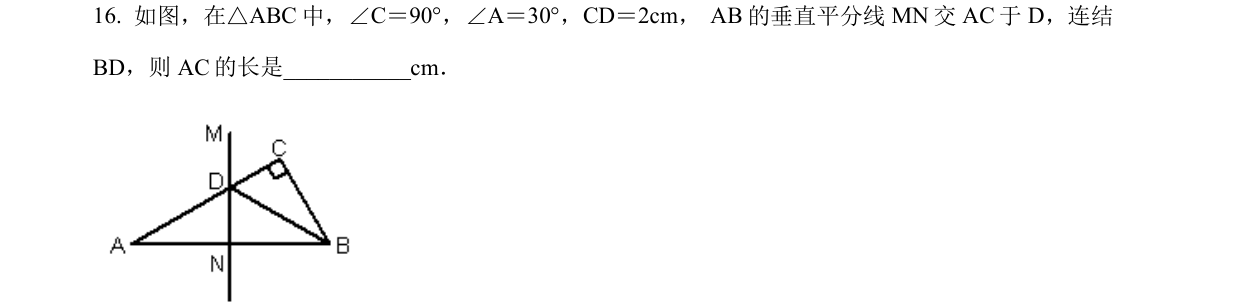 16. 如图，在△ABC 中，∠C＝90°，∠A＝30°，CD＝2cm， AB 的垂直平分线 MN 交 AC 于 D，连结
BD，则 AC 的长是___________cm．
M
C
D
A
B
N